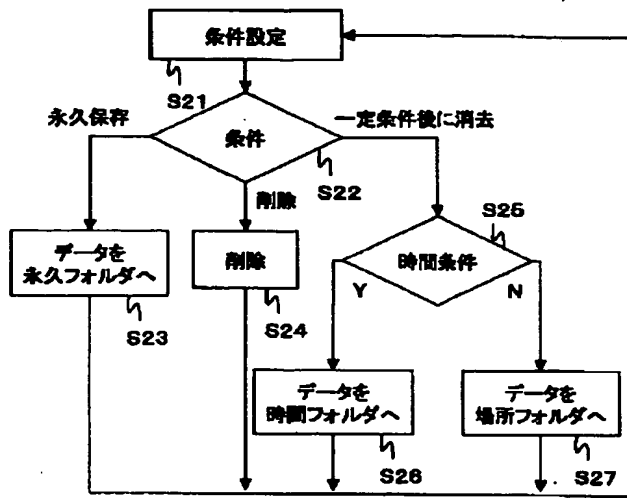 条件設定
S21
永久保存
条件
一定条件後に消去
S22
削除
S25
データを
永久フォルダへ
削除
時間条件
Y
N
S23
S24
データを
時間フォルダへ
データを
場所フォルダへ
S26
S27